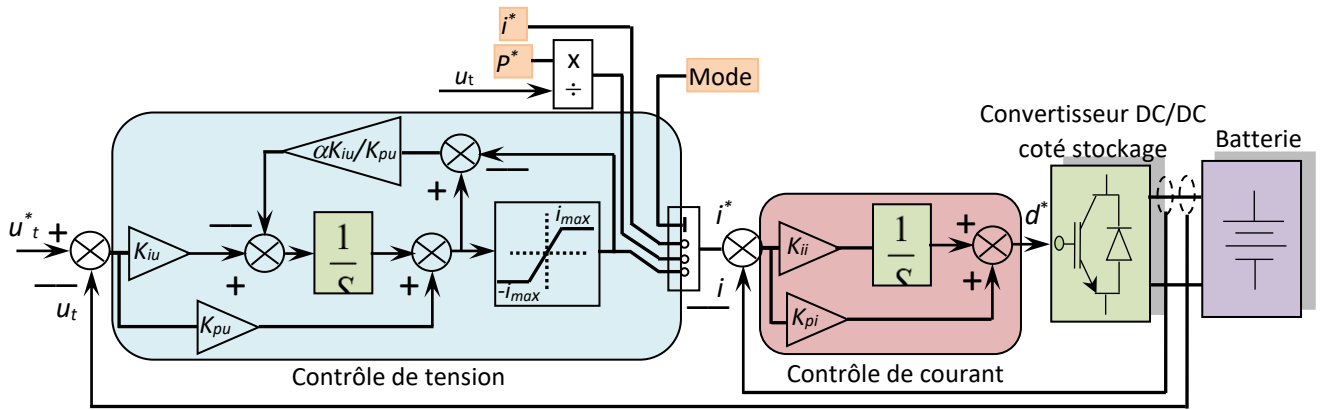 i*
P*
x
÷
u_t
Mode
Convertisseur DC/DC
coté stockage
Batterie
αK_iu/K_pu
+
—
u*_t
+
—
u_t
K_iu
—
+
1
S
+
+
i_max
-i_max
K_pu
i*
—
i
K_ii
1
S
+
+
K_pi
d*
Contrôle de tension
Contrôle de courant